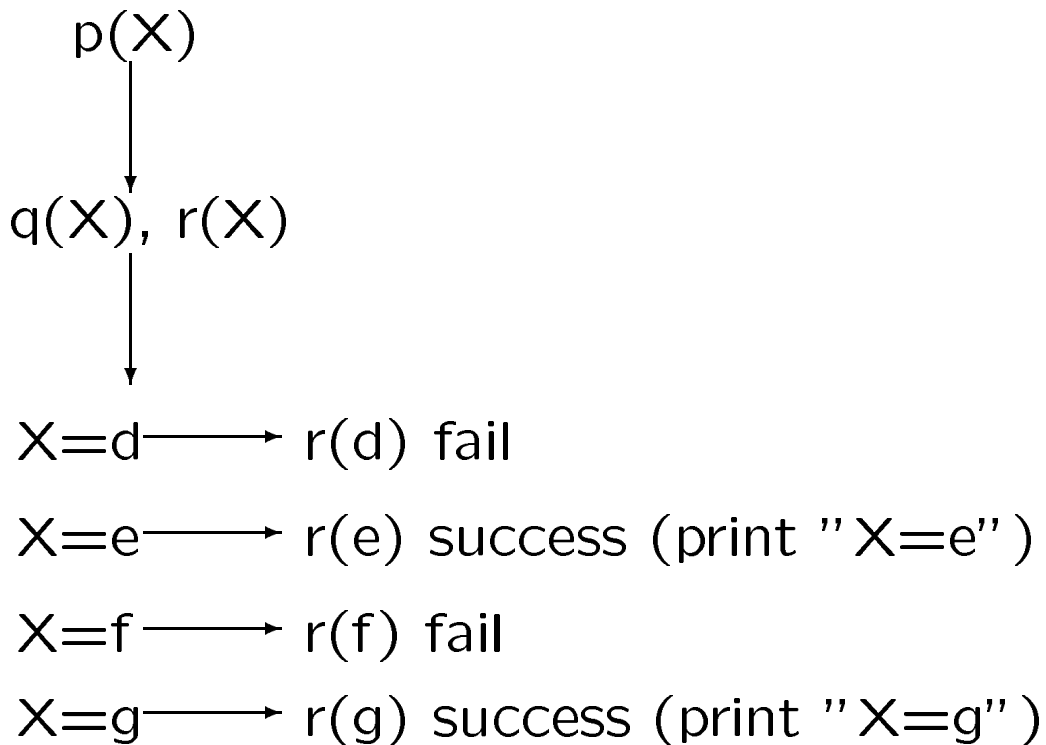 p(X)
q(X), r(X)
X=d r(d) fail
X=e r(e) success (print "X=e")
X=f r(f) fail
X=g r(g) success (print "X=g")